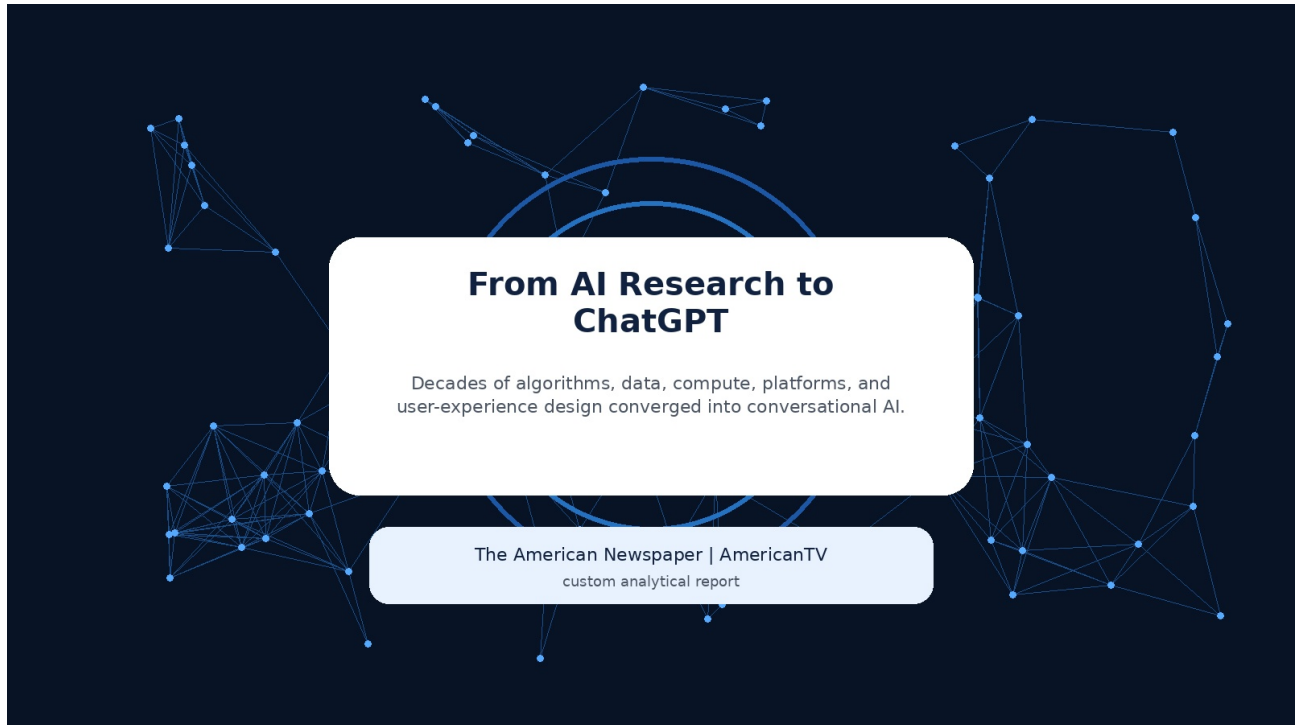 From AI Research to
ChatGPT
Decades of algorithms, data, compute, platforms, and
user-experience design converged into conversational AI.
The American Newspaper | AmericanTV
custom analytical report